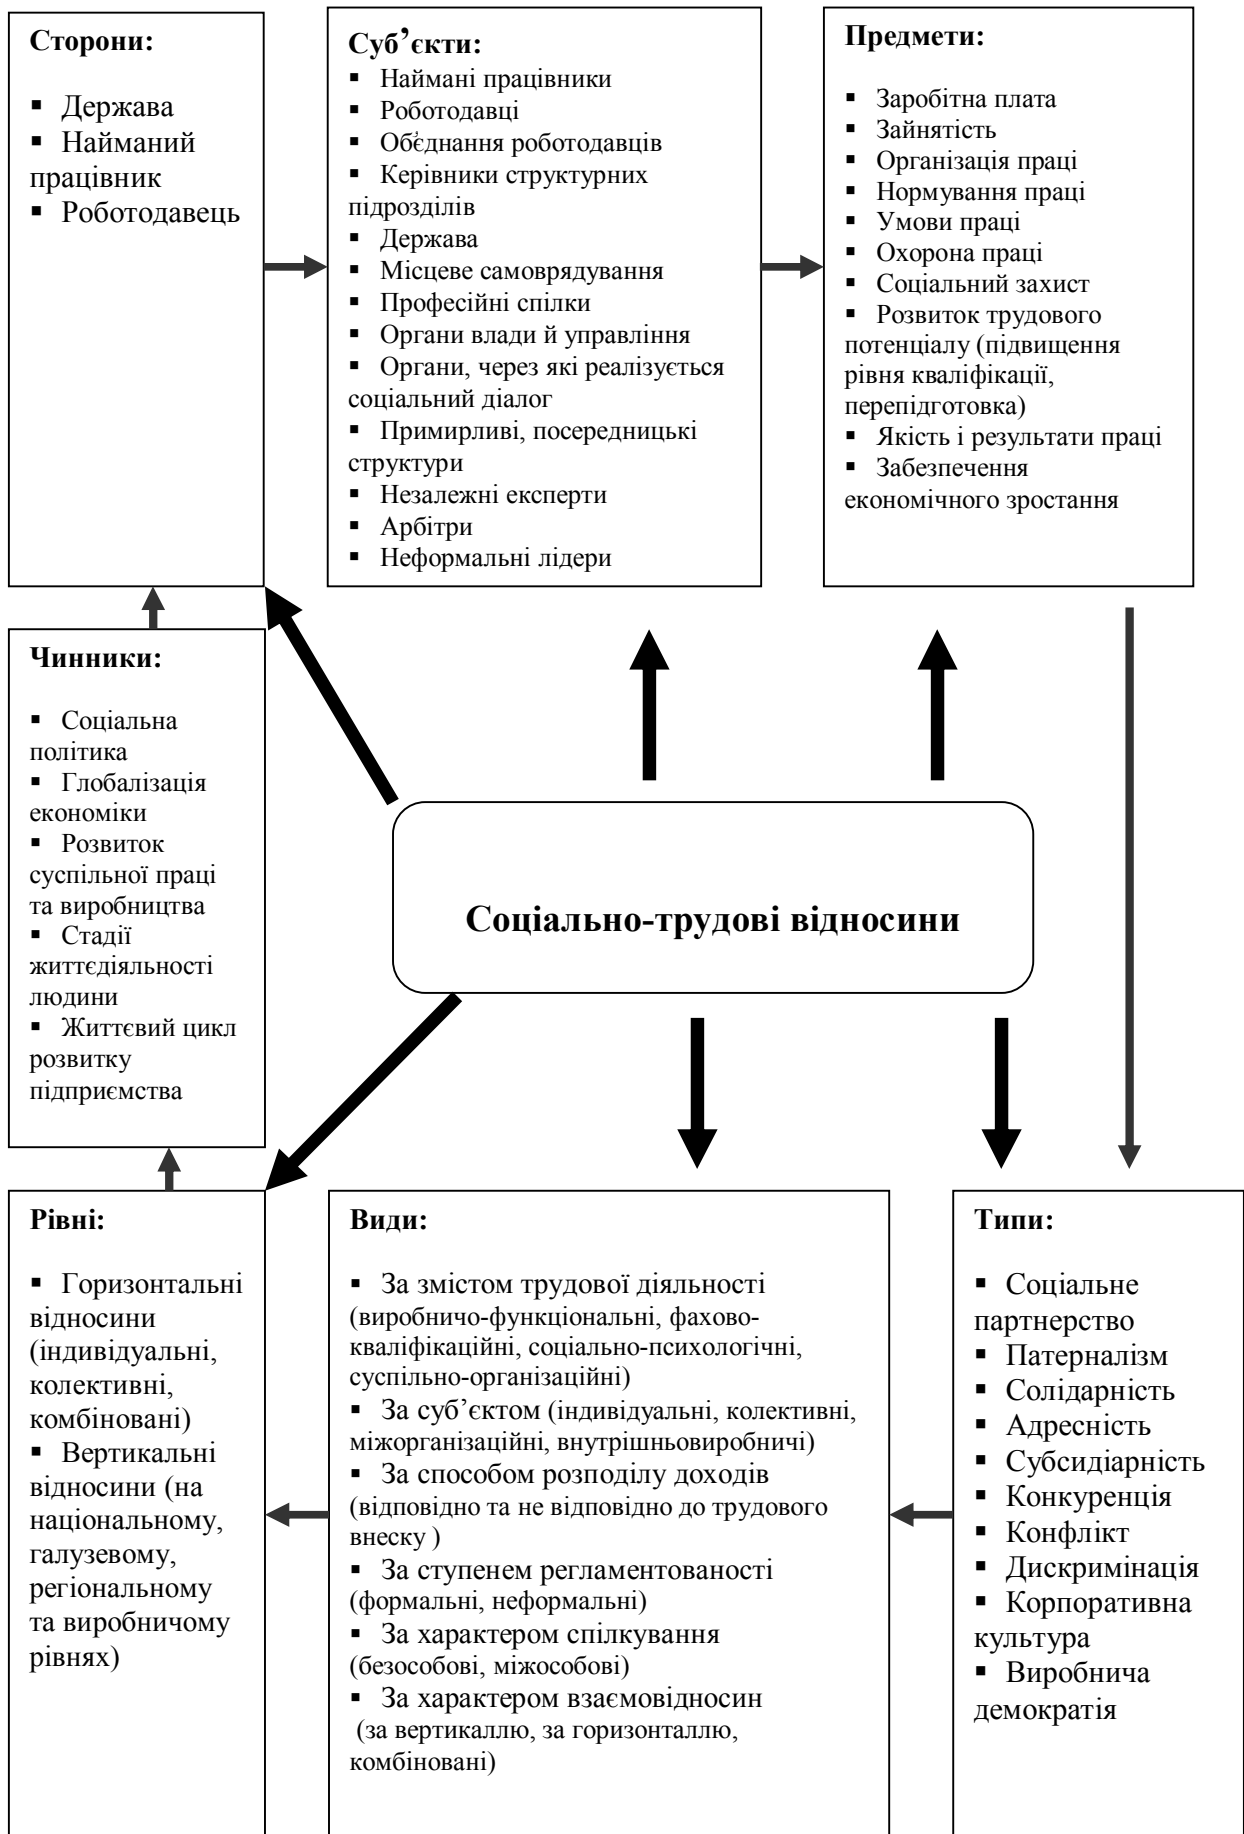 Сторони:
▪ Держава
▪ Найманий
працівник
▪ Роботодавець
Суб’єкти:
▪ Наймані працівники
▪ Роботодавці
▪ Об’єднання роботодавців
▪ Керівники структурних
підрозділів
▪ Держава
▪ Місцеве самоврядування
▪ Професійні спілки
▪ Органи влади й управління
▪ Органи, через які реалізується
соціальний діалог
▪ Примирливі, посередницькі
структури
▪ Незалежні експерти
▪ Арбітри
▪ Неформальні лідери
Предмети:
▪ Заробітна плата
▪ Зайнятість
▪ Організація праці
▪ Нормування праці
▪ Умови праці
▪ Охорона праці
▪ Соціальний захист
▪ Розвиток трудового
потенціалу (підвищення
рівня кваліфікації,
перепідготовка)
▪ Якість і результати праці
▪ Забезпечення
економічного зростання
Чинники:
▪ Соціальна
політика
▪ Глобалізація
економіки
▪ Розвиток
суспільної праці
та виробництва
▪ Стадії
життєдіяльності
людини
▪ Життєвий цикл
розвитку
підприємства
Соціально-трудові відносини
Рівні:
▪ Горизонтальні
відносини
(індивідуальні,
колективні,
комбіновані)
▪ Вертикальні
відносини (на
національному,
галузевому,
регіональному
та виробничому
рівнях)
Види:
▪ За змістом трудової діяльності
(виробничо-функціональні, фахово-
кваліфікаційні, соціально-психологічні,
суспільно-організаційні)
▪ За суб’єктом (індивідуальні, колективні,
міжорганізаційні, внутрішньовиробничі)
▪ За способом розподілу доходів
(відповідно та не відповідно до трудового
внеску )
▪ За ступенем регламентованості
(формальні, неформальні)
▪ За характером спілкування
(безособові, міжособові)
▪ За характером взаємовідносин
(за вертикаллю, за горизонталлю,
комбіновані)
Типи:
▪ Соціальне
партнерство
▪ Патерналізм
▪ Солідарність
▪ Адресність
▪ Субсидіарність
▪ Конкуренція
▪ Конфлікт
▪ Дискримінація
▪ Корпоративна
культура
▪ Виробнича
демократія